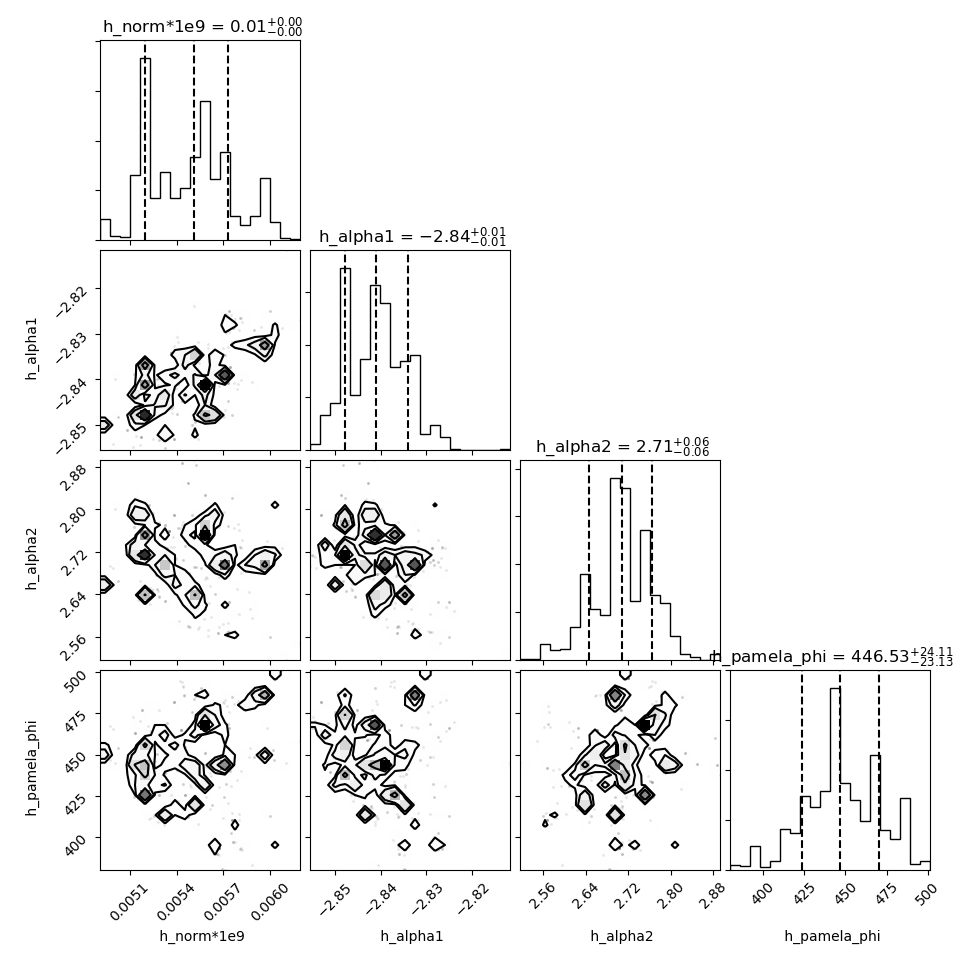 h_norm*1e9 = 0.01+0.00 −0.00
h_alpha1 = −2.84+0.01 −0.01
−2.82
−2.83
−2.84
−2.85
h_alpha1
h_alpha2 = 2.71+0.06 −0.06
2.88
2.80
2.72
2.64
2.56
h_alpha2
h_pamela_phi = 446.53+24.11 −23.13
500
475
450
425
400
h_pamela_phi
0.0051 0.0054 0.0057 0.0060
−2.85 −2.84 −2.83 −2.82
2.56 2.64 2.72 2.80 2.88
400 425 450 475 500
h_norm*1e9 h_alpha1 h_alpha2 h_pamela_phi